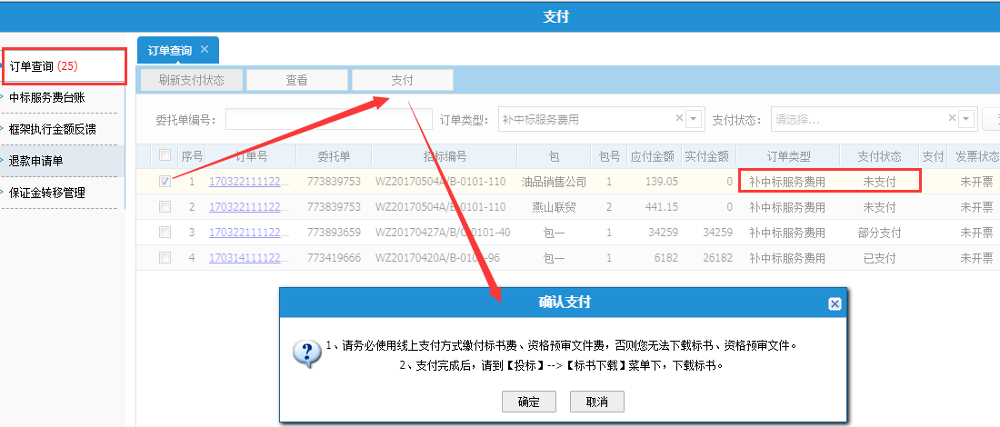 支付
订单查询 (25)
中标服务费台账
框架执行金额反馈
退款申请单
保证金转移管理
订单查询
刷新支付状态 查看 支付
委托单编号： 订单类型： 补中标服务费用 支付状态： 请选择...
序号 订单号 委托单 招标编号 包 包号 应付金额 实付金额 订单类型 支付状态 支付 发票状态
1 170322111122... 773839753 WZ20170504A/B-0101-110 油品销售公司 1 139.05 0 补中标服务费用 未支付 未开票
2 170322111122... 773839753 WZ20170504A/B-0101-110 燕山联贸 2 441.15 0 补中标服务费用 未支付 未开票
3 170322111122... 773893659 WZ20170427A/B/C-0101-40 包一 1 34259 34259 补中标服务费用 部分支付 未开票
4 170314111122... 773419666 WZ20170420A/B-0101-96 包一 1 6182 26182 补中标服务费用 已支付 未开票
确认支付
1、请务必使用线上支付方式缴付标书费、资格预审文件费，否则您无法下载标书、资格预审文件。
2、支付完成后，请到【投标】-->【标书下载】菜单下，下载标书。
确定 取消